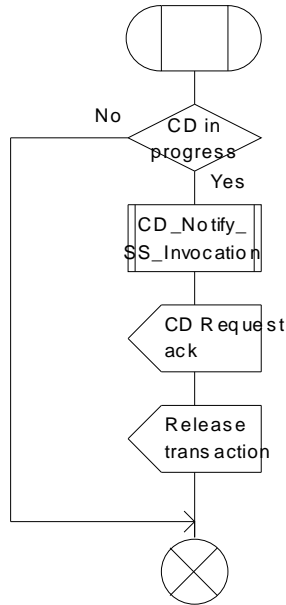 No
CD in
progress
Yes
CD_Notify_
SS_Invocation
CD Request
ack
Release
transaction